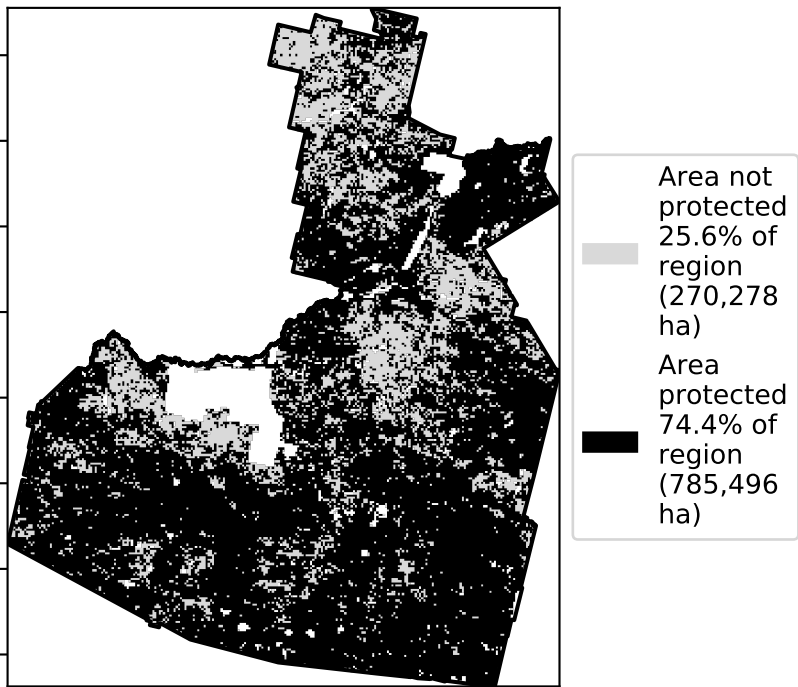 Area not
protected
25.6% of
region
(270,278
ha)
Area
protected
74.4% of
region
(785,496
ha)